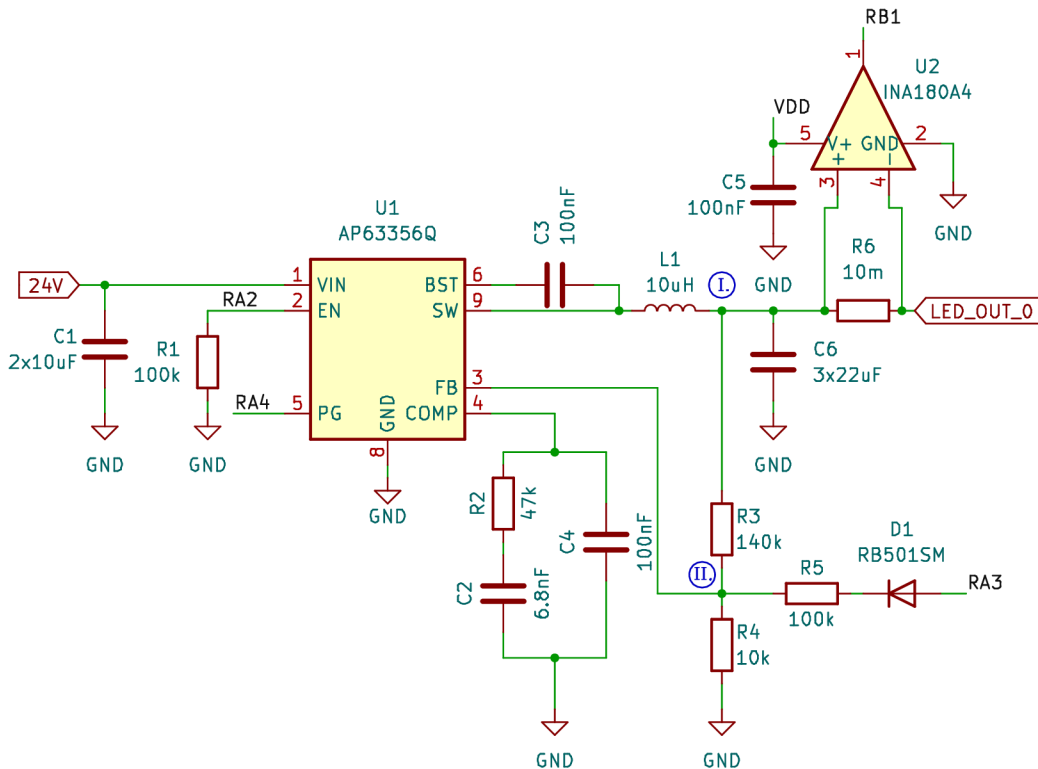 RB1
1
U2
INA180A4
VDD
5
V+
GND
2
+
-
3
4
C5
100nF
GND
GND
U1
AP63356Q
C3
100nF
L1
10uH
I.
R6
10m
24V
1
VIN
BST
6
RA2
2
EN
SW
9
LED_OUT_0
C1
2x10uF
R1
100k
C6
3x22uF
FB
3
RA4
5
PG
GND
COMP
4
8
GND
GND
GND
GND
R2
47k
C4
100nF
R3
140k
D1
RB501SM
II.
R5
100k
RA3
C2
6.8nF
R4
10k
GND
GND